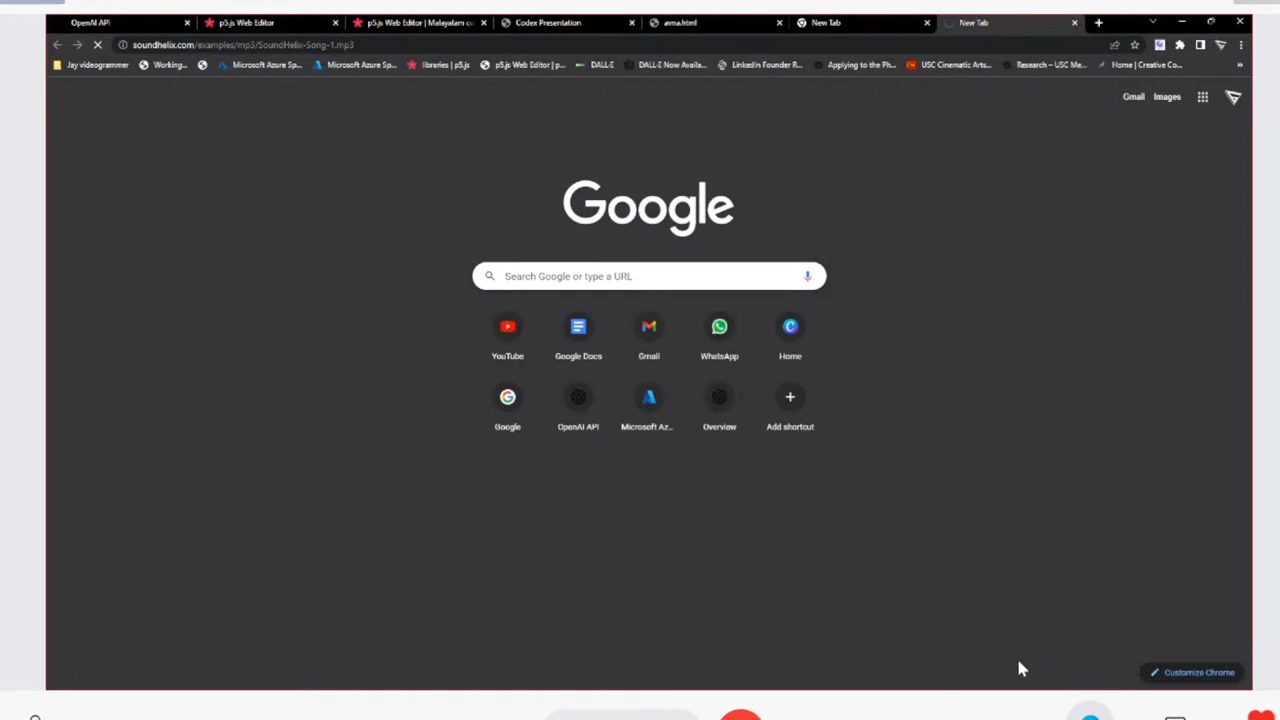 OpenAI API
p5.js Web Editor
p5.js Web Editor | Malayalam cu
Codex Presentation
avma.html
New Tab
New Tab
soundhelix.com/examples/mp3/SoundHelix-Song-1.mp3
Jay videogrammer
Working...
Microsoft Azure Sp...
Microsoft Azure Sp...
libraries | p5.js
p5.js Web Editor | p...
DALL·E
DALL·E Now Availa...
LinkedIn Founder R...
Applying to the Ph...
USC Cinematic Arts...
Research – USC Me...
Home | Creative Co...
»
Gmail
Images
Google
Search Google or type a URL
YouTube
Google Docs
Gmail
WhatsApp
Home
Google
OpenAI API
Microsoft Az...
Overview
Add shortcut
Customize Chrome